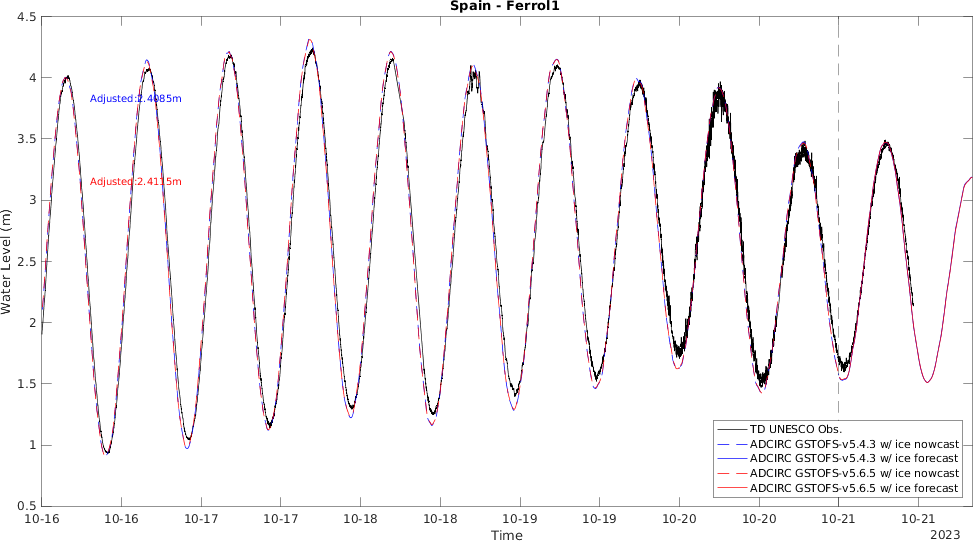 Spain - Ferrol1
4.5
4
3.5
3
2.5
2
1.5
1
0.5
Water Level (m)
Adjusted:2.4085m
Adjusted:2.4115m
TD UNESCO Obs.
ADCIRC GSTOFS-v5.4.3 w/ ice nowcast
ADCIRC GSTOFS-v5.4.3 w/ ice forecast
ADCIRC GSTOFS-v5.6.5 w/ ice nowcast
ADCIRC GSTOFS-v5.6.5 w/ ice forecast
10-16 10-16 10-17 10-17 10-18 10-18 10-19 10-19 10-20 10-20 10-21 10-21
Time
2023